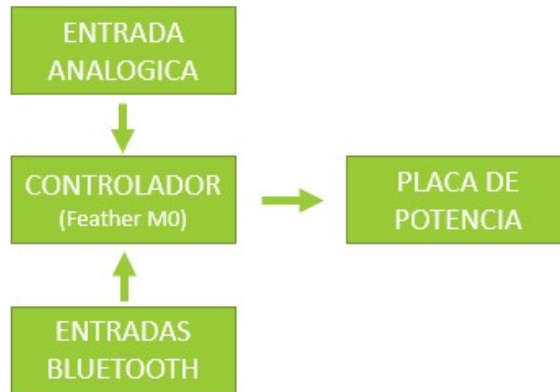 ENTRADA
ANALOGICA
CONTROLADOR
(Feather M0)
PLACA DE
POTENCIA
ENTRADAS
BLUETOOTH